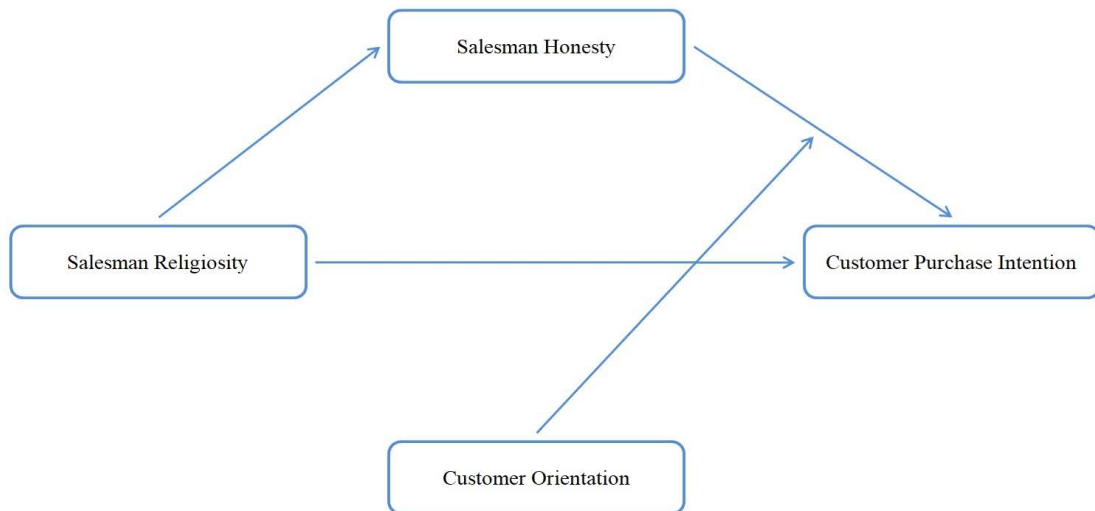 Salesman Honesty
Salesman Religiosity
Customer Purchase Intention
Customer Orientation